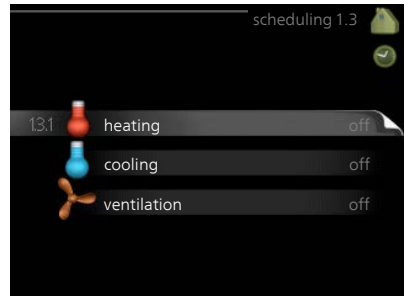 scheduling 1.3
1.3.1 heating off
cooling off
ventilation off